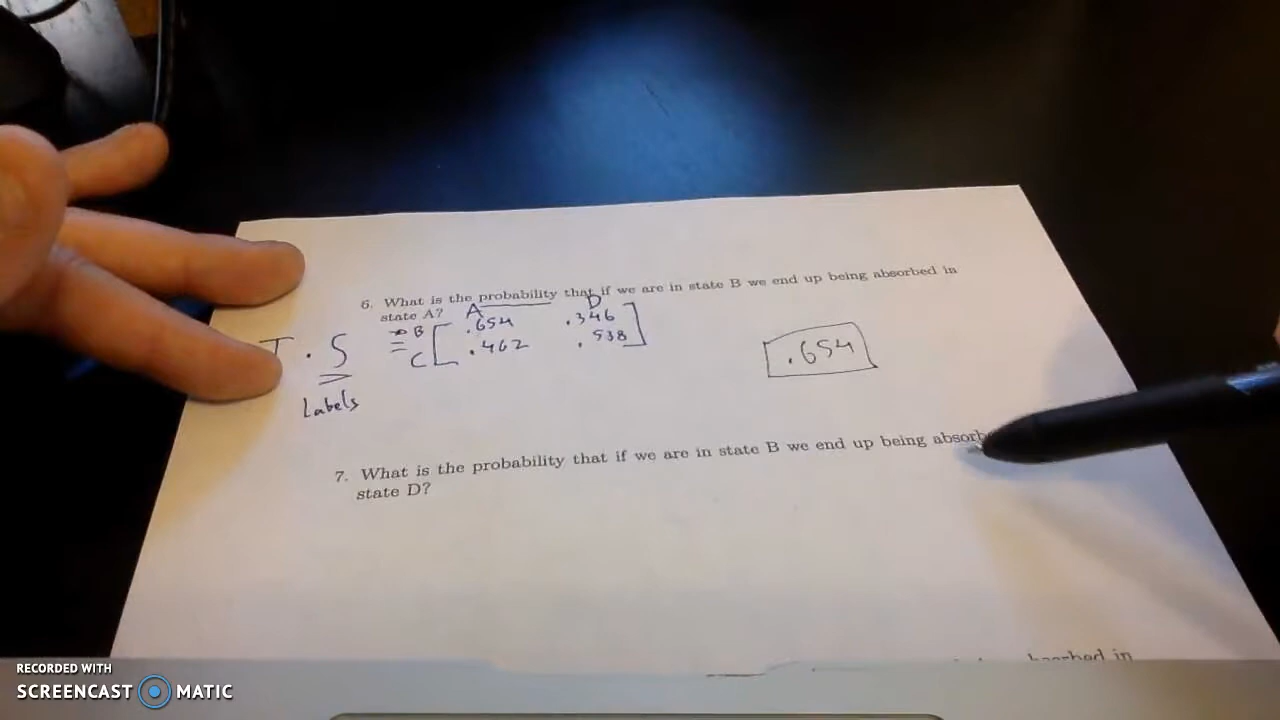 6. What is the probability that if we are in state B we end up being absorbed in
state A?
A D
T · S = B [ .654 .346 ]
= C [ .462 .538 ]
Labels
.654
7. What is the probability that if we are in state B we end up being
state D?
absorbed in
RECORDED WITH
SCREENCAST MATIC